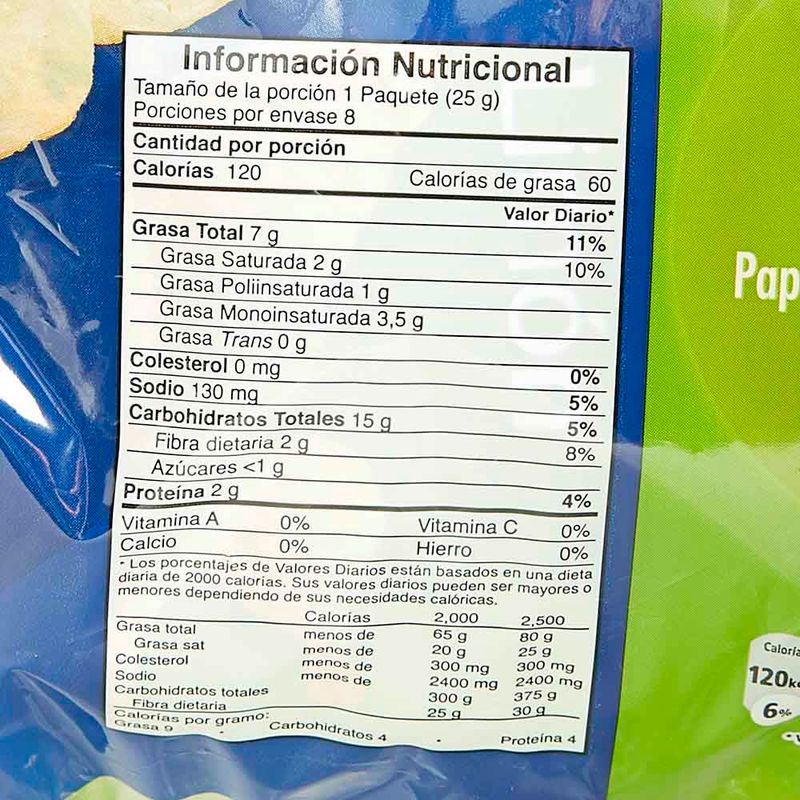 Información Nutricional
Tamaño de la porción 1 Paquete (25 g)
Porciones por envase 8
Cantidad por porción
Calorías 120 Calorías de grasa 60
Valor Diario*
Grasa Total 7 g 11%
Grasa Saturada 2 g 10%
Grasa Poliinsaturada 1 g
Grasa Monoinsaturada 3,5 g
Grasa Trans 0 g
Colesterol 0 mg 0%
Sodio 130 mg 5%
Carbohidratos Totales 15 g 5%
Fibra dietaria 2 g 8%
Azúcares <1 g
Proteína 2 g 4%
Vitamina A 0% Vitamina C 0%
Calcio 0% Hierro 0%
* Los porcentajes de Valores Diarios están basados en una dieta
diaria de 2000 calorias. Sus valores diarios pueden ser mayores o
menores dependiendo de sus necesidades calóricas.
Calorías 2,000 2,500
Grasa total menos de 65 g 80 g
Grasa sat menos de 20 g 25 g
Colesterol menos de 300 mg 300 mg
Sodio menos de 2400 mg 2400 mg
Carbohidratos totales 300 g 375 g
Fibra dietaria 25 g 30 g
Calorías por gramo:
Grasa 9 • Carbohidratos 4 • Proteína 4
Pap
Caloría
120k
6%